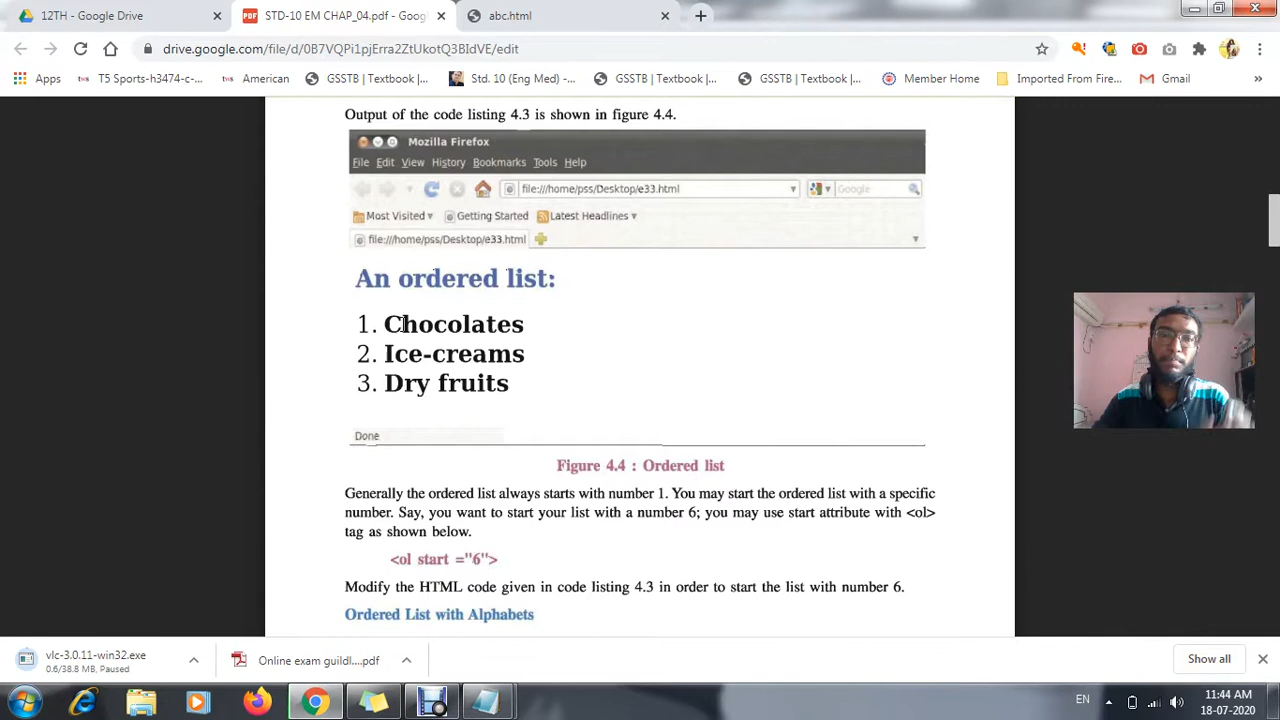 12TH - Google Drive
STD-10 EM CHAP_04.pdf - Goog
abc.html
drive.google.com/file/d/0B7VQPi1pjErra2ZtUkotQ3BIdVE/edit
Apps
T5 Sports-h3474-c-...
American
GSSTB | Textbook |...
Std. 10 (Eng Med) -...
GSSTB | Textbook |...
GSSTB | Textbook |...
Member Home
Imported From Fire...
Gmail
Output of the code listing 4.3 is shown in figure 4.4.
Mozilla Firefox
File Edit View History Bookmarks Tools Help
file:///home/pss/Desktop/e33.html
Google
Most Visited
Getting Started
Latest Headlines
file:///home/pss/Desktop/e33.html
An ordered list:
1. Chocolates
2. Ice-creams
3. Dry fruits
Done
Figure 4.4 : Ordered list
Generally the ordered list always starts with number 1. You may start the ordered list with a specific
number. Say, you want to start your list with a number 6; you may use start attribute with <ol>
tag as shown below.
<ol start ="6">
Modify the HTML code given in code listing 4.3 in order to start the list with number 6.
Ordered List with Alphabets
vlc-3.0.11-win32.exe
0.6/38.8 MB, Paused
Online exam guildl....pdf
Show all
EN
11:44 AM
18-07-2020